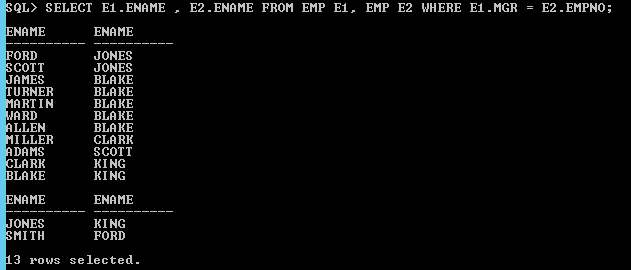 SQL> SELECT E1.ENAME , E2.ENAME FROM EMP E1, EMP E2 WHERE E1.MGR = E2.EMPNO;
ENAME      ENAME
---------- ----------
FORD       JONES
SCOTT      JONES
JAMES      BLAKE
TURNER     BLAKE
MARTIN     BLAKE
WARD       BLAKE
ALLEN      BLAKE
MILLER     CLARK
ADAMS      SCOTT
CLARK      KING
BLAKE      KING
ENAME      ENAME
---------- ----------
JONES      KING
SMITH      FORD
13 rows selected.